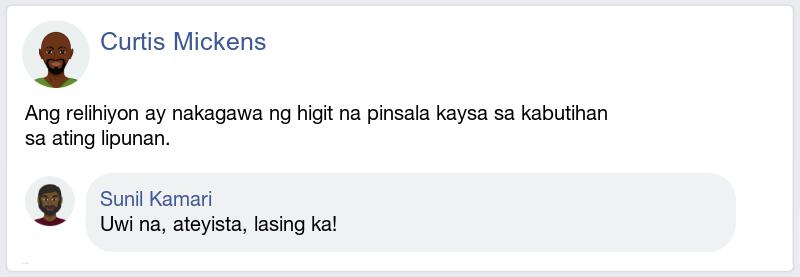 Curtis Mickens
Ang relihiyon ay nakagawa ng higit na pinsala kaysa sa kabutihan
sa ating lipunan.
Sunil Kamari
Uwi na, ateyista, lasing ka!